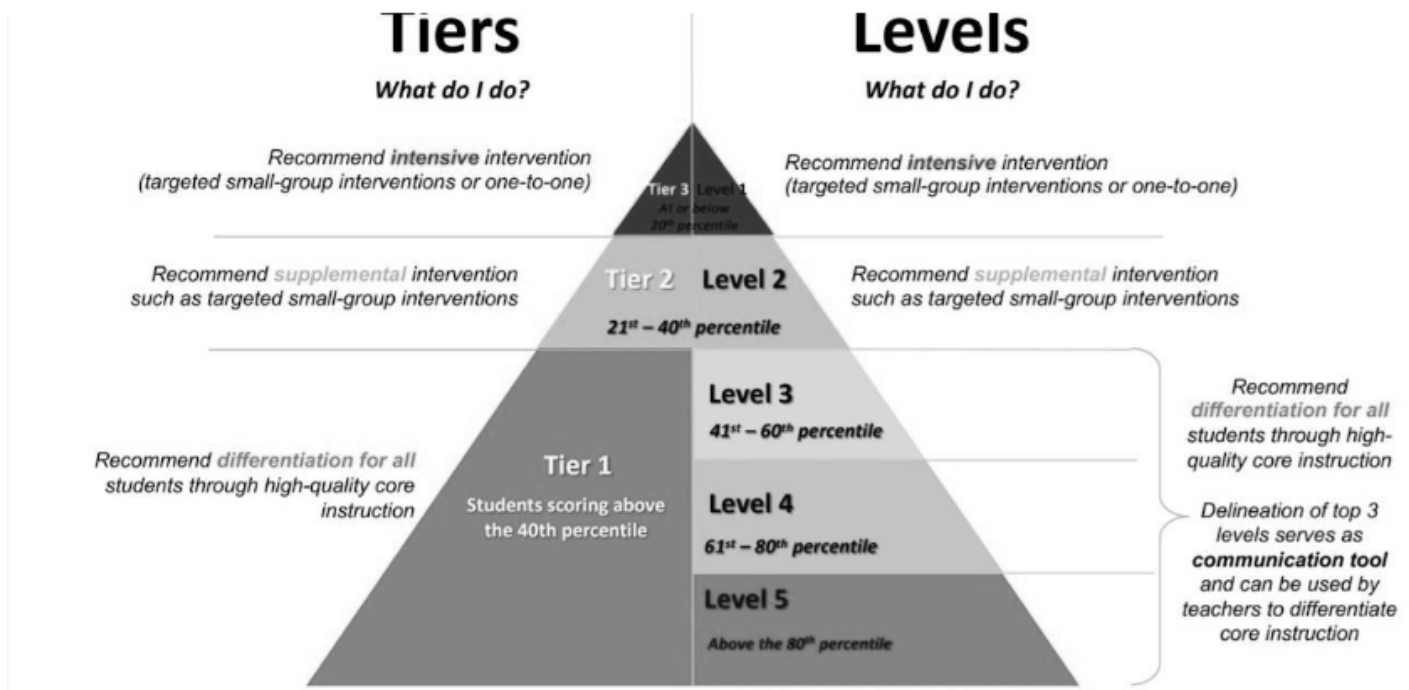 Tiers
What do I do?
Recommend intensive intervention
(targeted small-group interventions or one-to-one)
Recommend supplemental intervention
such as targeted small-group interventions
Recommend differentiation for all
students through high-quality core
instruction
Levels
What do I do?
Recommend intensive intervention
(targeted small-group interventions or one-to-one)
Recommend supplemental intervention
such as targeted small-group interventions
Recommend
differentiation for all
students through high-
quality core instruction
Delineation of top 3
levels serves as
communication tool
and can be used by
teachers to differentiate
core instruction
Tier 3 Level 1
At or below
20th percentile
Tier 2 Level 2
21st – 40th percentile
Tier 1
Students scoring above
the 40th percentile
Level 3
41st – 60th percentile
Level 4
61st – 80th percentile
Level 5
Above the 80th percentile